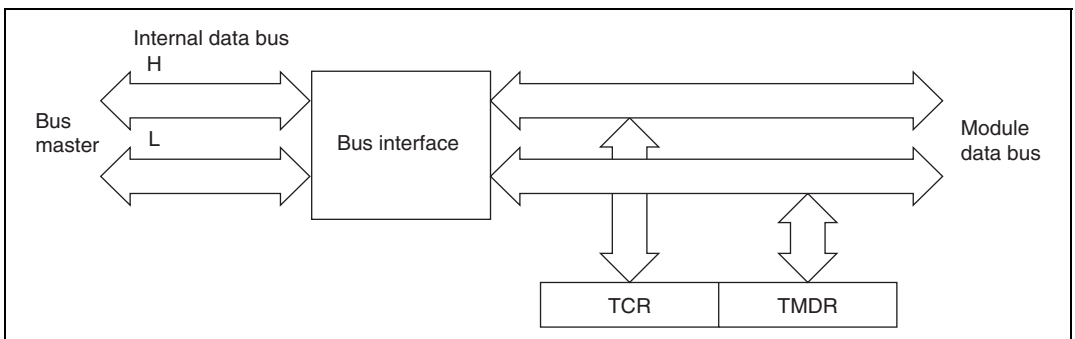 Internal data bus
H
Bus
master
L
Bus interface
Module
data bus
TCR
TMDR